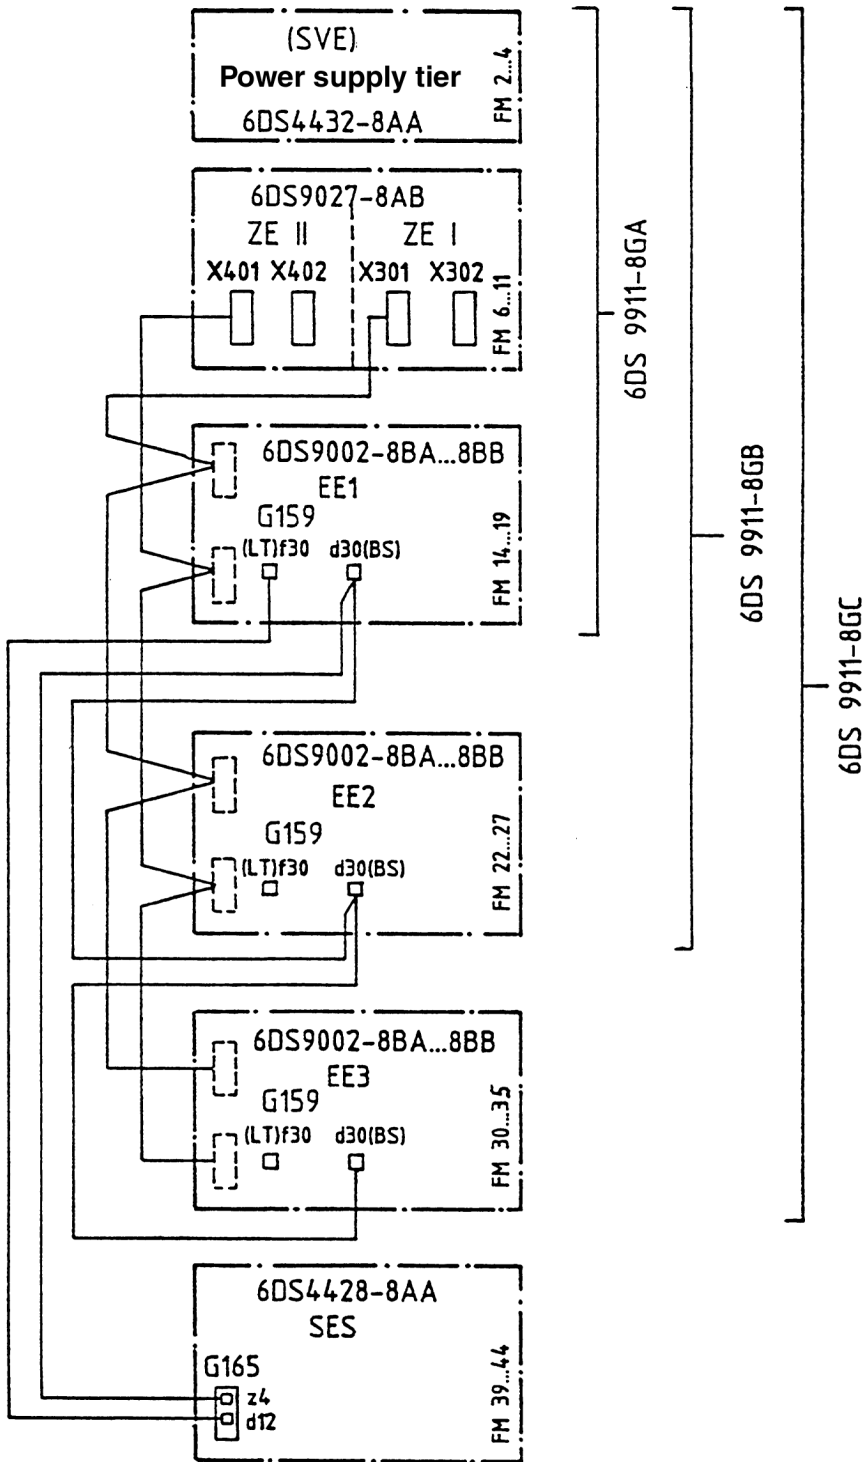 (SVE)
Power supply tier
6DS4432-8AA
FM 2...4
6DS9027-8AB
ZE II ZE I
X401 X402 X301 X302
FM 6...11
6DS9002-8BA...8BB
EE1
G159
(LT)f30 d30(BS)
FM 14...19
6DS9002-8BA...8BB
EE2
G159
(LT)f30 d30(BS)
FM 22...27
6DS9002-8BA...8BB
EE3
G159
(LT)f30 d30(BS)
FM 30...35
6DS4428-8AA
SES
G165
z4
d12
FM 39...44
6DS 9911-8GA
6DS 9911-8GB
6DS 9911-8GC